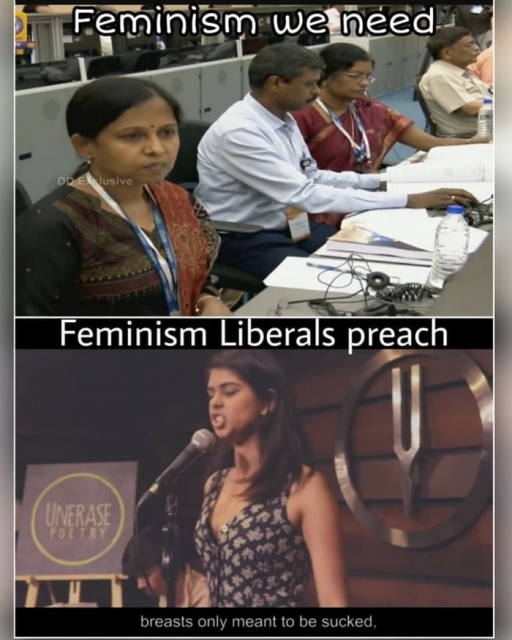 Feminism we need
DD Exclusive
Feminism Liberals preach
UNERASE
POETRY
breasts only meant to be sucked,